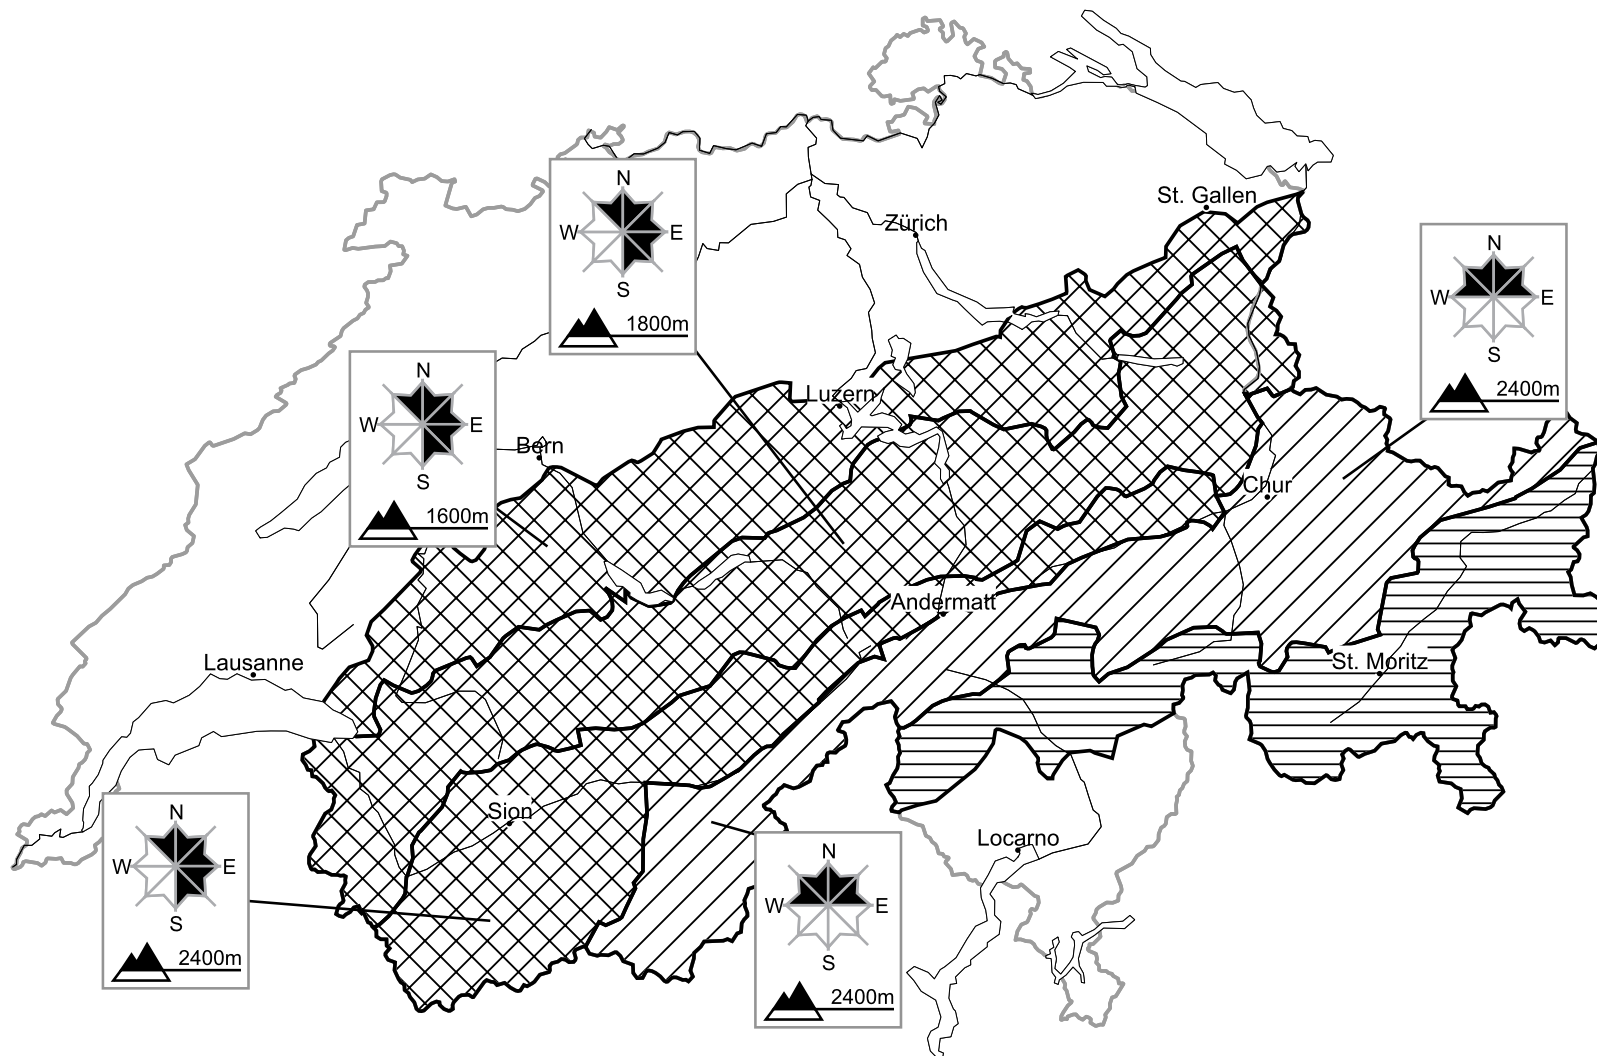 St. Gallen
Zürich
N
W
E
S
1800m
N
W
E
S
2400m
N
W
E
S
1600m
Luzern
Bern
Chur
Andermatt
Lausanne
St. Moritz
Sion
N
W
E
S
2400m
Locarno
N
W
E
S
2400m